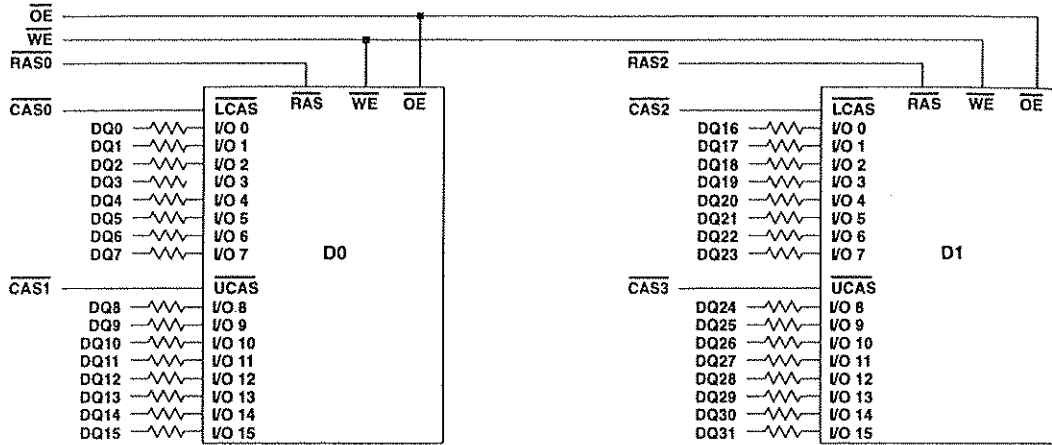 OE
WE
RAS0 RAS2
RAS WE OE RAS WE OE
CAS0 LCAS CAS2 LCAS
DQ0 I/O 0 DQ16 I/O 0
DQ1 I/O 1 DQ17 I/O 1
DQ2 I/O 2 DQ18 I/O 2
DQ3 I/O 3 DQ19 I/O 3
DQ4 I/O 4 DQ20 I/O 4
DQ5 I/O 5 DQ21 I/O 5
DQ6 I/O 6 DQ22 I/O 6
DQ7 I/O 7 D0 DQ23 I/O 7 D1
CAS1 UCAS CAS3 UCAS
DQ8 I/O 8 DQ24 I/O 8
DQ9 I/O 9 DQ25 I/O 9
DQ10 I/O 10 DQ26 I/O 10
DQ11 I/O 11 DQ27 I/O 11
DQ12 I/O 12 DQ28 I/O 12
DQ13 I/O 13 DQ29 I/O 13
DQ14 I/O 14 DQ30 I/O 14
DQ15 I/O 15 DQ31 I/O 15